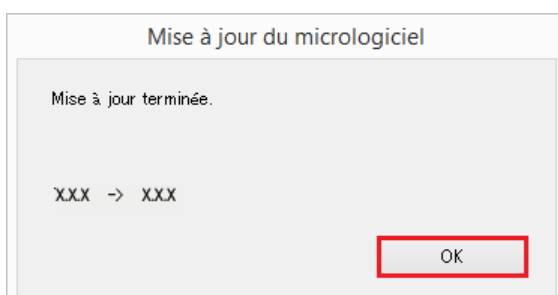 Mise à jour du micrologiciel
Mise à jour terminée.
X.X.X -> X.X.X
OK